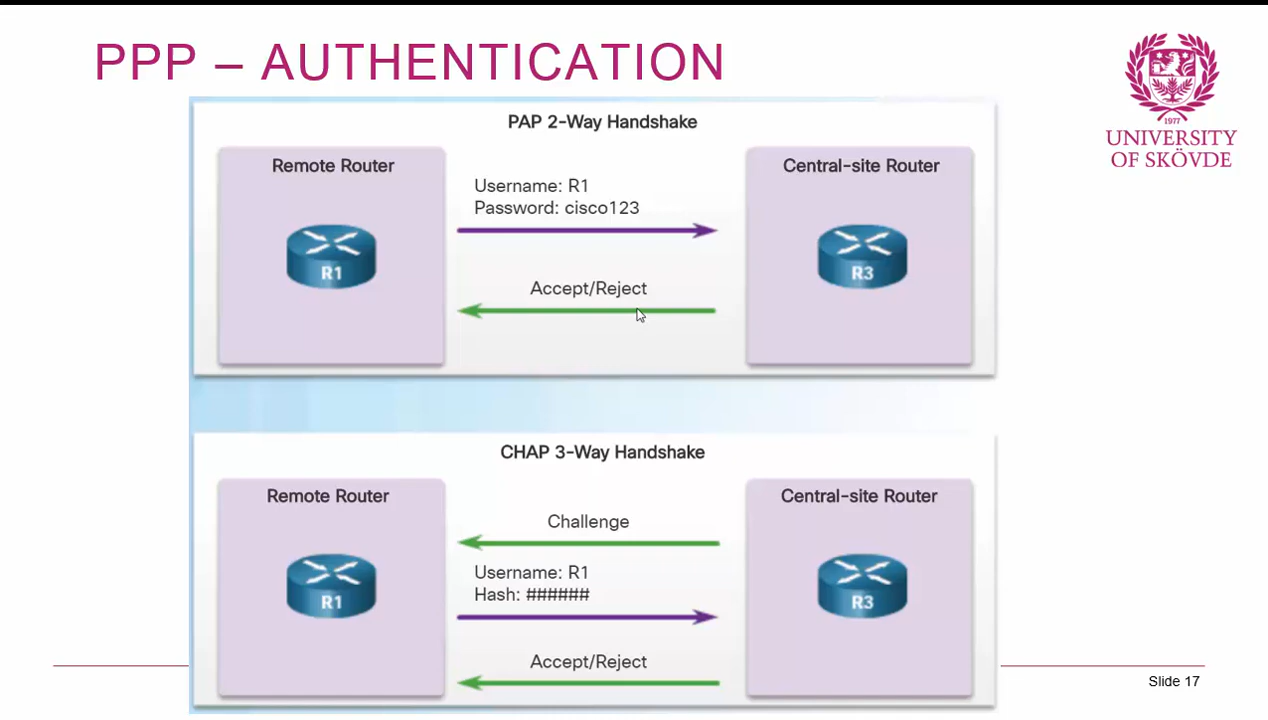 PPP – AUTHENTICATION
1977
UNIVERSITY
OF SKÖVDE
PAP 2-Way Handshake
Remote Router
Central-site Router
Username: R1
Password: cisco123
R1
R3
Accept/Reject
CHAP 3-Way Handshake
Remote Router
Central-site Router
Challenge
Username: R1
Hash: ######
R1
R3
Accept/Reject
Slide 17